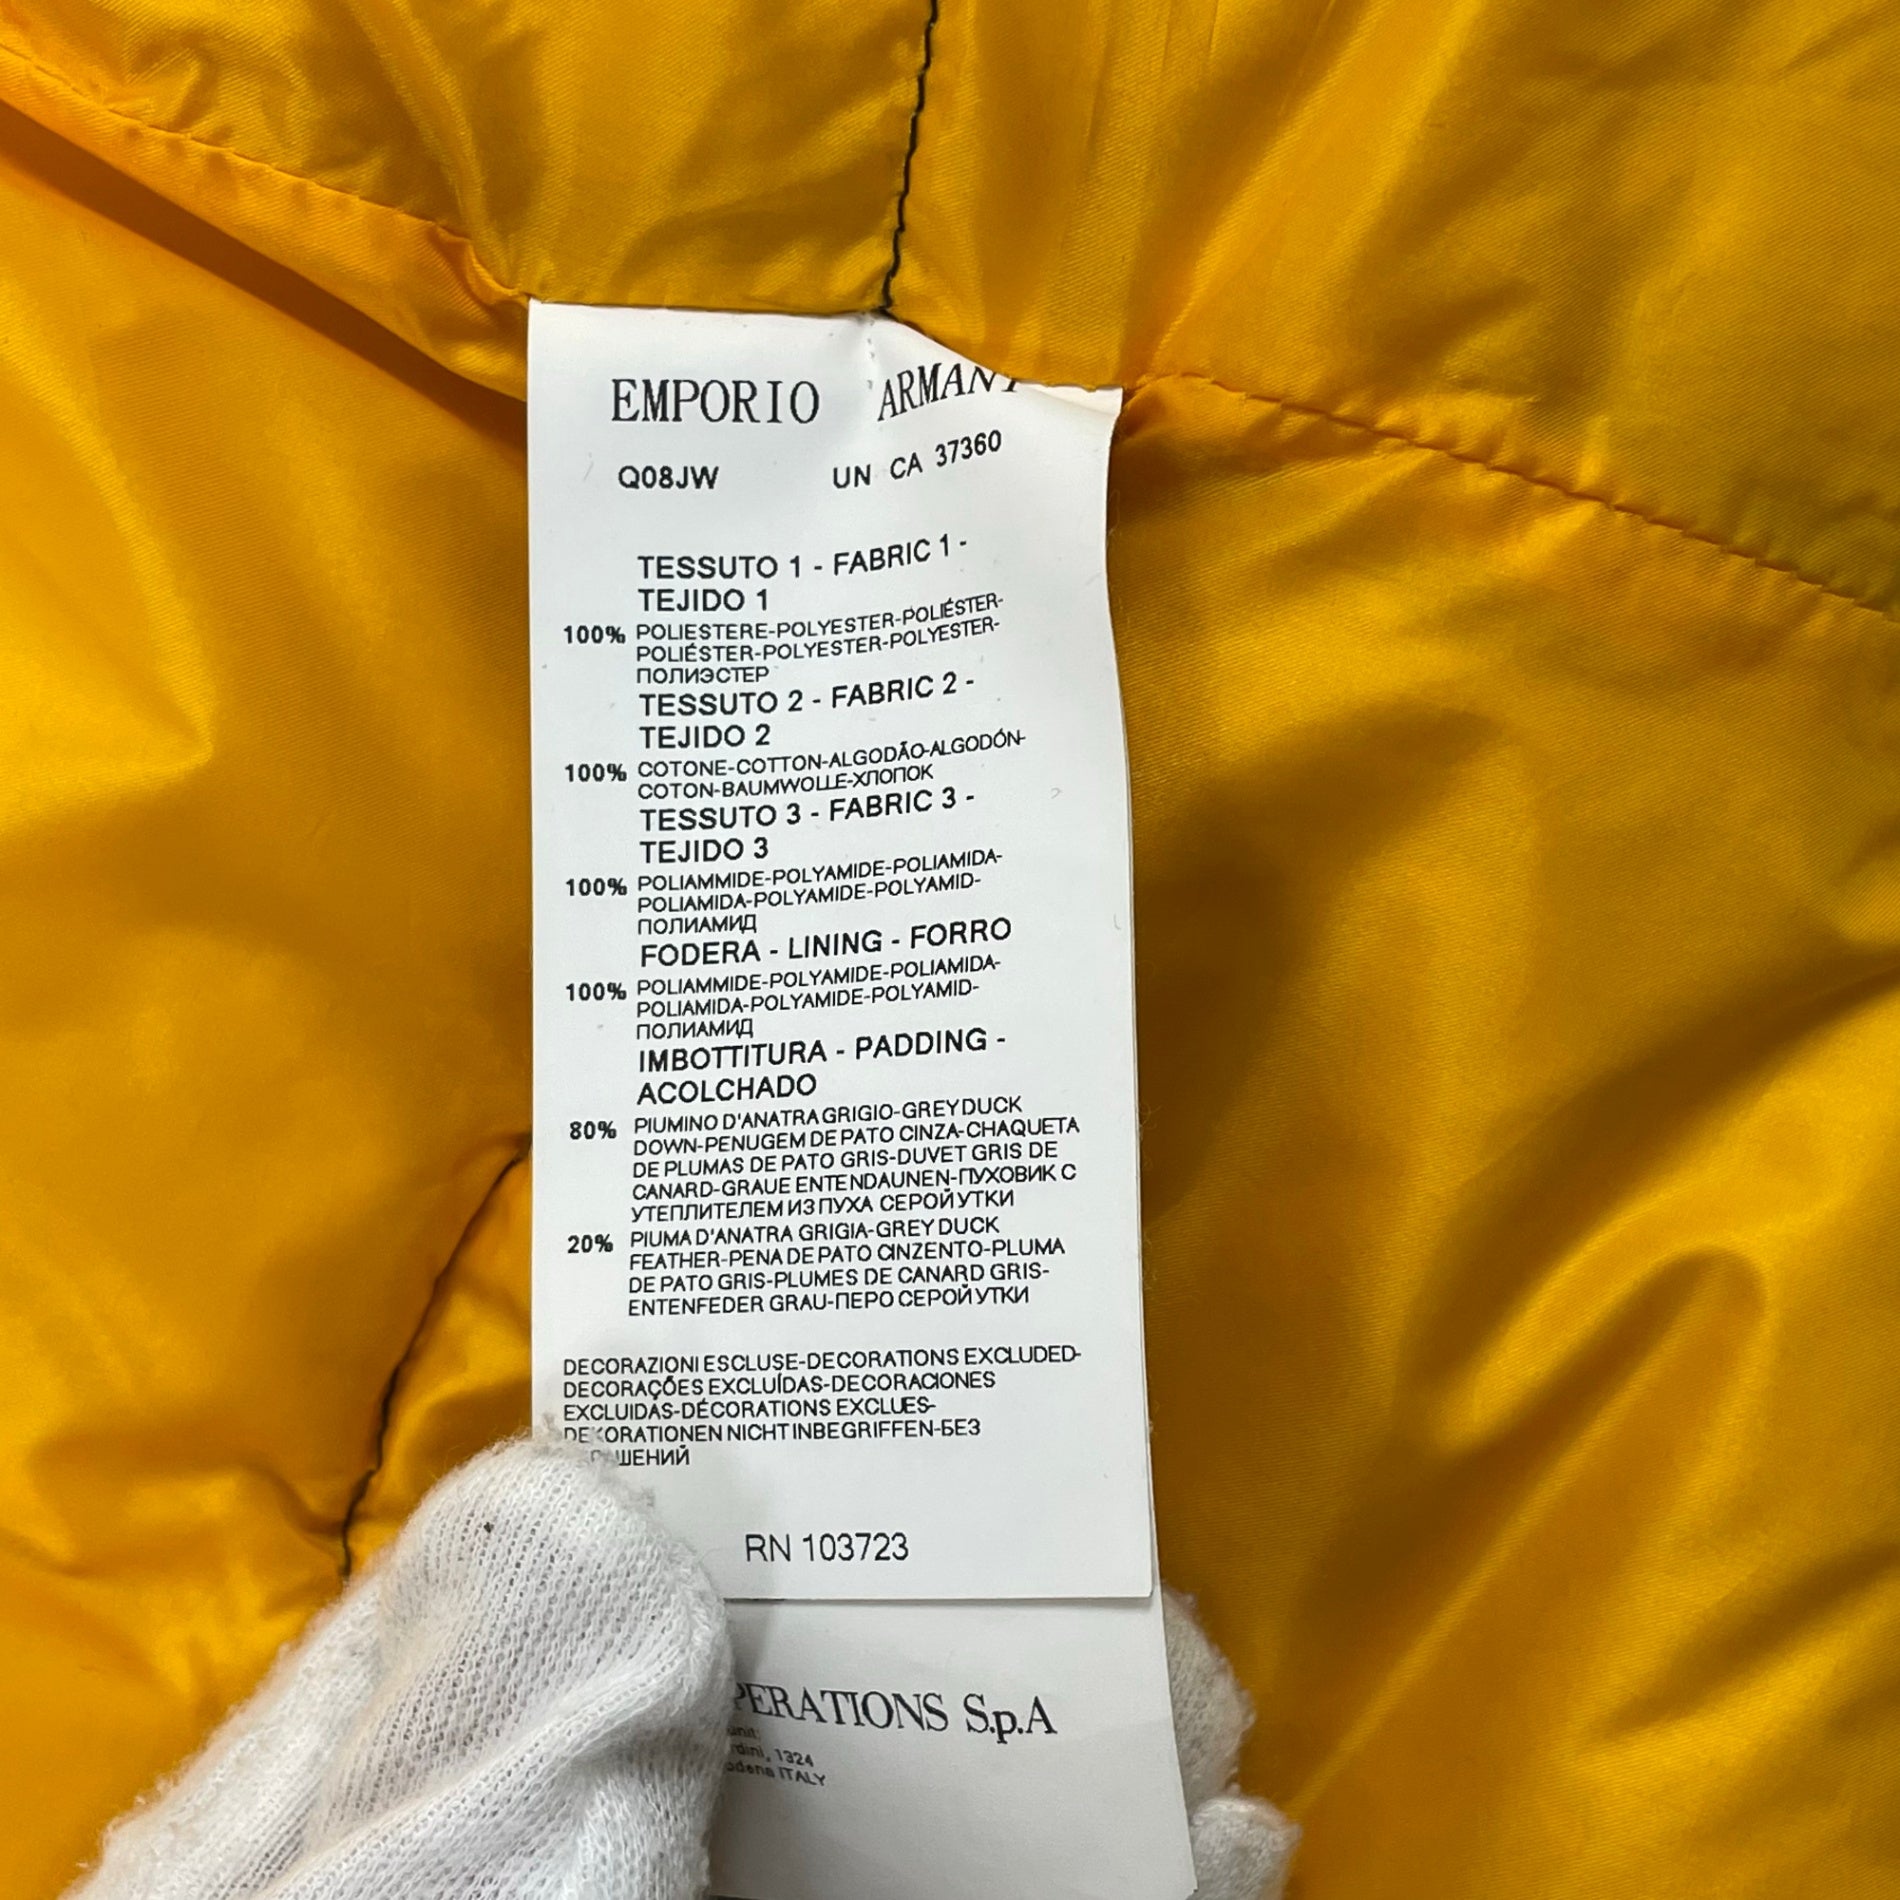 EMPORIO ARMANI
Q08JW UN CA 37360
TESSUTO 1 - FABRIC 1 -
TEJIDO 1
100% POLIESTERE-POLYESTER-POLIÉSTER-
POLIÉSTER-POLYESTER-POLYESTER-
ПОЛИЭСТЕР
TESSUTO 2 - FABRIC 2 -
TEJIDO 2
100% COTONE-COTTON-ALGODÃO-ALGODÓN-
COTON-BAUMWOLLE-ХЛОПОК
TESSUTO 3 - FABRIC 3 -
TEJIDO 3
100% POLIAMMIDE-POLYAMIDE-POLIAMIDA-
POLIAMIDA-POLYAMIDE-POLYAMID-
ПОЛИАМИД
FODERA - LINING - FORRO
100% POLIAMMIDE-POLYAMIDE-POLIAMIDA-
POLIAMIDA-POLYAMIDE-POLYAMID-
ПОЛИАМИД
IMBOTTITURA - PADDING -
ACOLCHADO
80% PIUMINO D'ANATRA GRIGIO-GREY DUCK
DOWN-PENUGEM DE PATO CINZA-CHAQUETA
DE PLUMAS DE PATO GRIS-DUVET GRIS DE
CANARD-GRAUE ENTENDAUNEN-ПУХОВИК С
УТЕПЛИТЕЛЕМ ИЗ ПУХА СЕРОЙ УТКИ
20% PIUMA D'ANATRA GRIGIA-GREY DUCK
FEATHER-PENA DE PATO CINZENTO-PLUMA
DE PATO GRIS-PLUMES DE CANARD GRIS-
ENTENFEDER GRAU-ПЕРО СЕРОЙ УТКИ
DECORAZIONI ESCLUSE-DECORATIONS EXCLUDED-
DECORAÇÕES EXCLUÍDAS-DECORACIONES
EXCLUIDAS-DÉCORATIONS EXCLUES-
DEKORATIONEN NICHT INBEGRIFFEN-БЕЗ
RN 103723
PERATIONS S.p.A
1324
ITALY